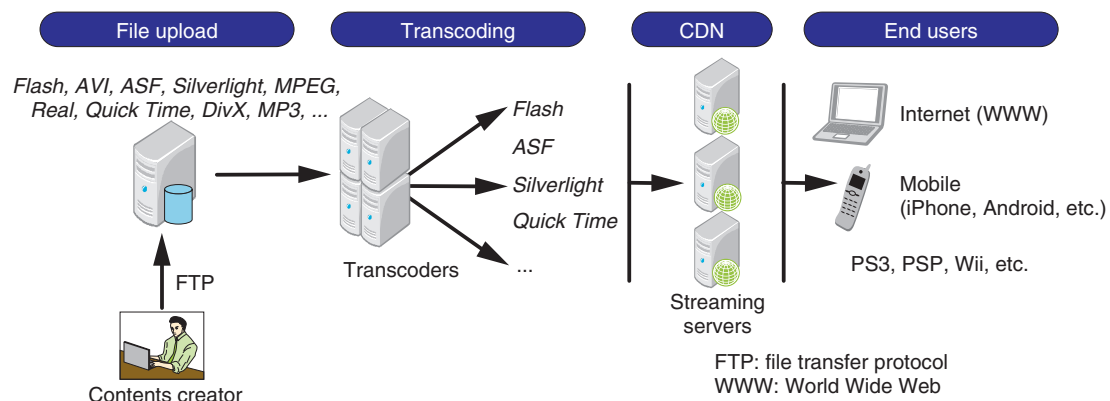 File upload
Transcoding
CDN
End users
Flash, AVI, ASF, Silverlight, MPEG,
Real, Quick Time, DivX, MP3, ...
FTP
Contents creator
Transcoders
Flash
ASF
Silverlight
Quick Time
...
Streaming
servers
Internet (WWW)
Mobile
(iPhone, Android, etc.)
PS3, PSP, Wii, etc.
FTP: file transfer protocol
WWW: World Wide Web